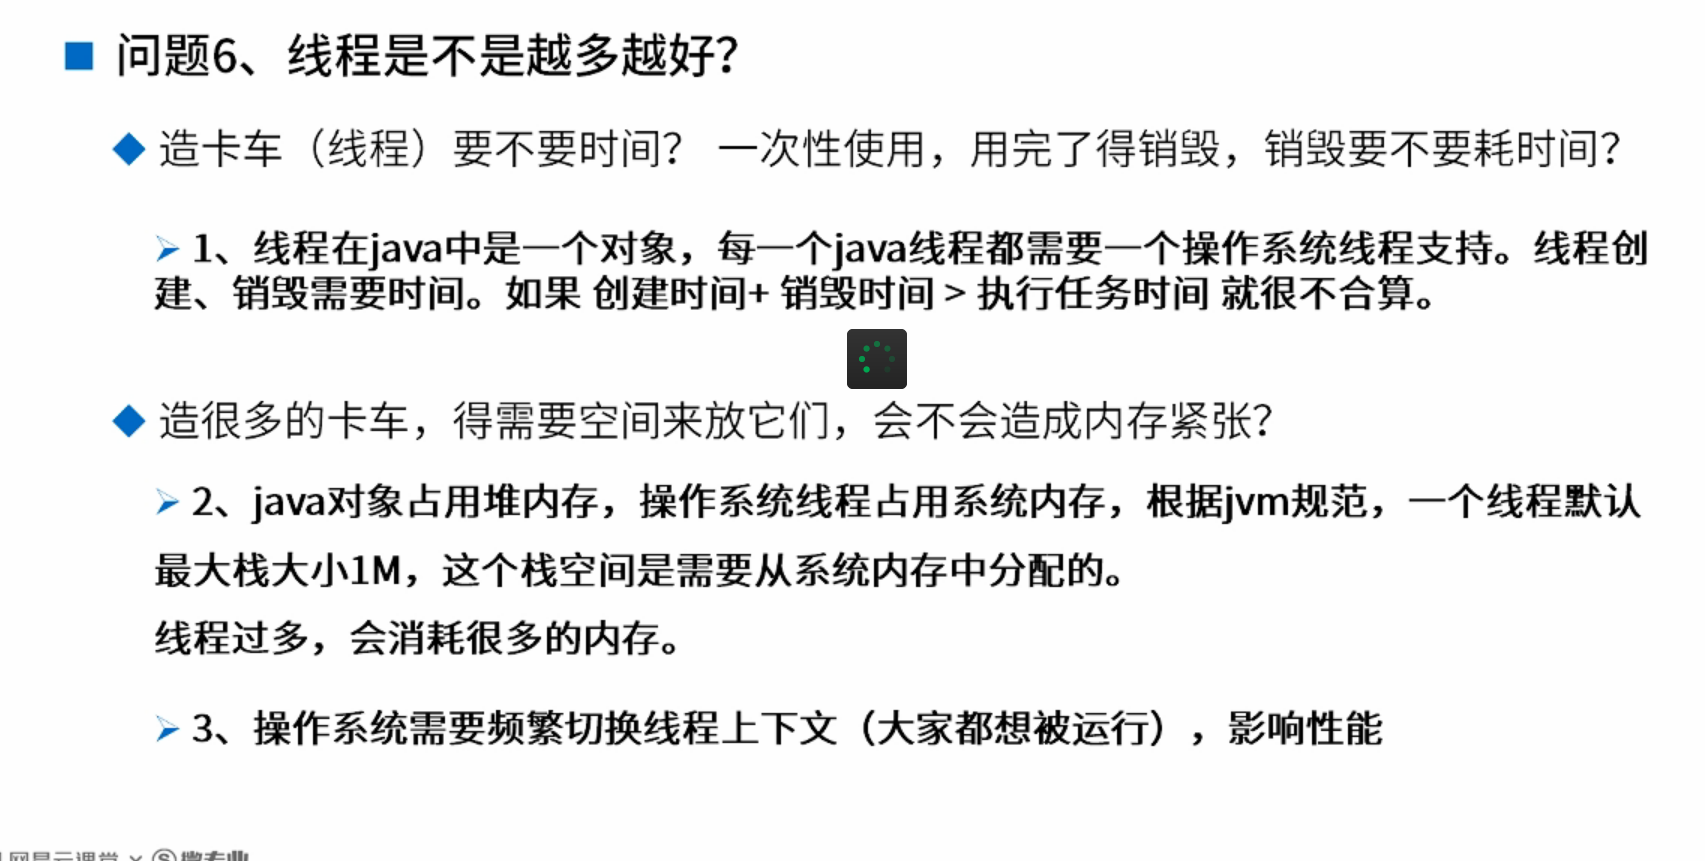 问题6、线程是不是越多越好？
造卡车（线程）要不要时间？ 一次性使用，用完了得销毁，销毁要不要耗时间？
1、线程在java中是一个对象，每一个java线程都需要一个操作系统线程支持。线程创
建、销毁需要时间。如果 创建时间+ 销毁时间 > 执行任务时间 就很不合算。
造很多的卡车，得需要空间来放它们，会不会造成内存紧张？
2、java对象占用堆内存，操作系统线程占用系统内存，根据jvm规范，一个线程默认
最大栈大小1M，这个栈空间是需要从系统内存中分配的。
线程过多，会消耗很多的内存。
3、操作系统需要频繁切换线程上下文（大家都想被运行），影响性能
网易云课堂 × 微专业